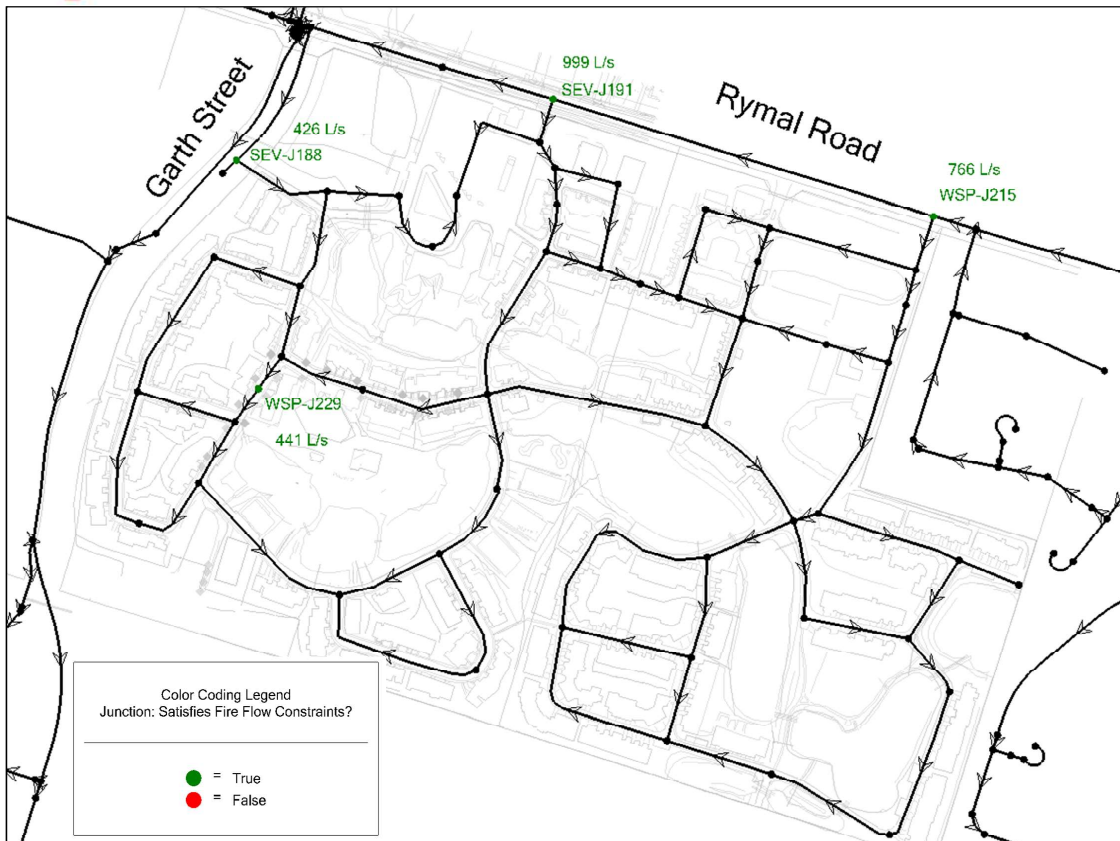 999 L/s
SEV-J191
Rymal Road
Garth Street
426 L/s
SEV-J188
766 L/s
WSP-J215
WSP-J229
441 L/s
Color Coding Legend
Junction: Satisfies Fire Flow Constraints?
= True
= False